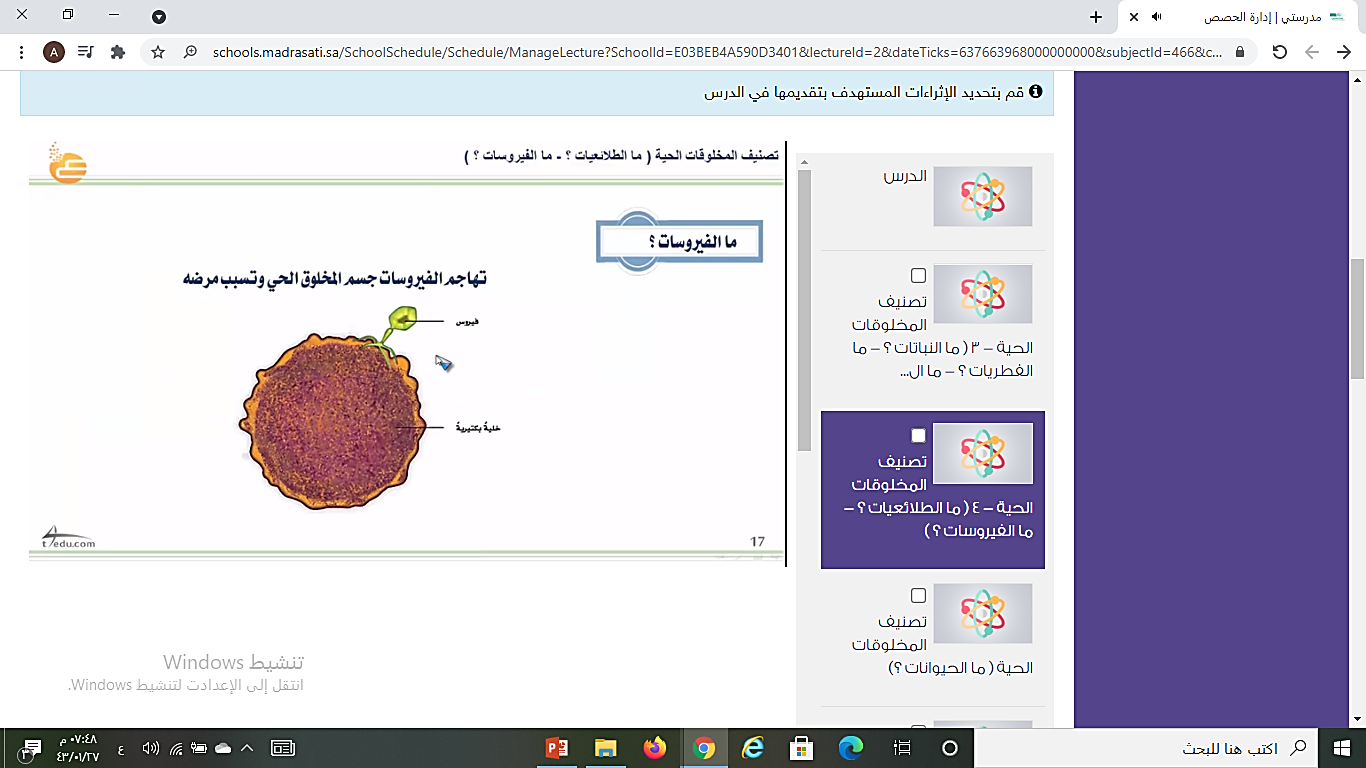 مدرستي | إدارة الحصص
schools.madrasati.sa/SchoolSchedule/Schedule/ManageLecture?SchoolId=E03BEB4A590D3401&lectureId=2&dateTicks=637663968000000000&subjectId=466&c...
A
قم بتحديد الإثراءات المستهدف بتقديمها في الدرس
الدرس
تصنيف
المخلوقات
الحية – ٣ ( ما النباتات ؟ – ما
الفطريات ؟ – ما ال...
تصنيف
المخلوقات
الحية – ٤ ( ما الطلائعيات ؟ –
ما الفيروسات ؟ )
تصنيف
المخلوقات
الحية ( ما الحيوانات ؟)
تصنيف المخلوقات الحية ( ما الطلائعيات ؟ - ما الفيروسات ؟ )
ما الفيروسات ؟
تهاجم الفيروسات جسم المخلوق الحي وتسبب مرضه
فيروس
خلية بكتيرية
t4edu.com
17
تنشيط Windows
انتقل إلى الإعدادت لتنشيط Windows.
اكتب هنا للبحث
ع
٠٧:٤٨ م
٤٣/٠١/٢٧
٣